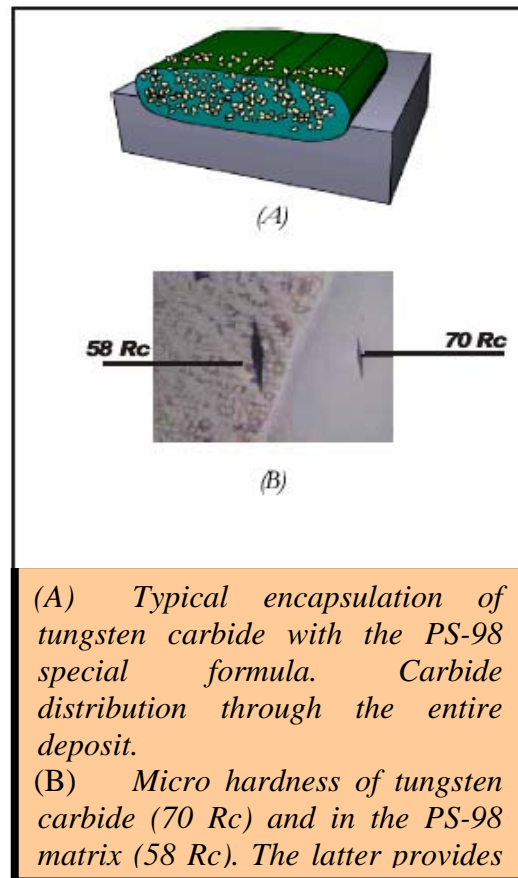 (A)
58 Rc
70 Rc
(B)
(A) Typical encapsulation of
tungsten carbide with the PS-98
special formula. Carbide
distribution through the entire
deposit.
(B) Micro hardness of tungsten
carbide (70 Rc) and in the PS-98
matrix (58 Rc). The latter provides